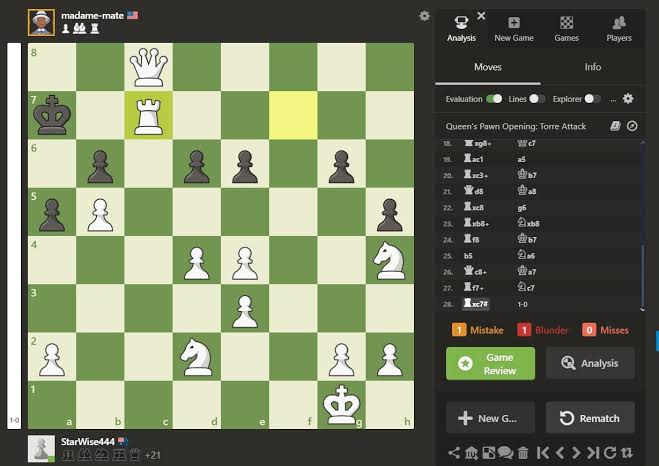 madame-mate
8
7
6
5
4
3
2
1
a b c d e f g h
1-0
StarWise444
+21
Analysis New Game Games Players
Moves Info
Evaluation Lines Explorer ...
Queen's Pawn Opening: Torre Attack
18. xg8+ c7
19. ac1 a5
20. xc3+ b7
21. d8 a8
22. xc8 g6
23. xb8+ xb8
24. f8 b7
25. b5 a6
26. c8+ a7
27. f7+ c7
28. xc7# 1-0
1 Mistake 1 Blunder 0 Misses
Game
Review
Analysis
New G...
Rematch